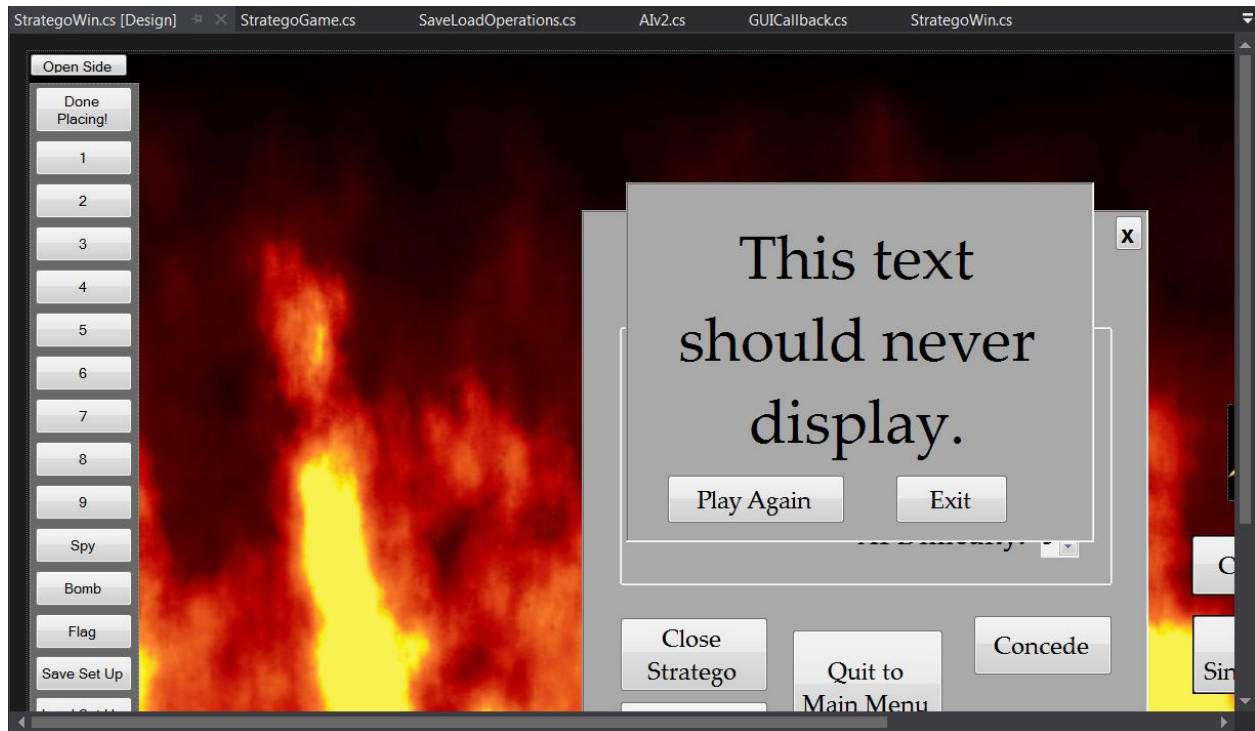 StrategoWin.cs [Design] StrategoGame.cs SaveLoadOperations.cs AIv2.cs GUICallback.cs StrategoWin.cs
Open Side
Done
Placing!
1
2
3
4
5
6
7
8
9
Spy
Bomb
Flag
Save Set Up
x
This text
should never
display.
Play Again Exit
Close
Stratego
Quit to
Main Menu
Concede